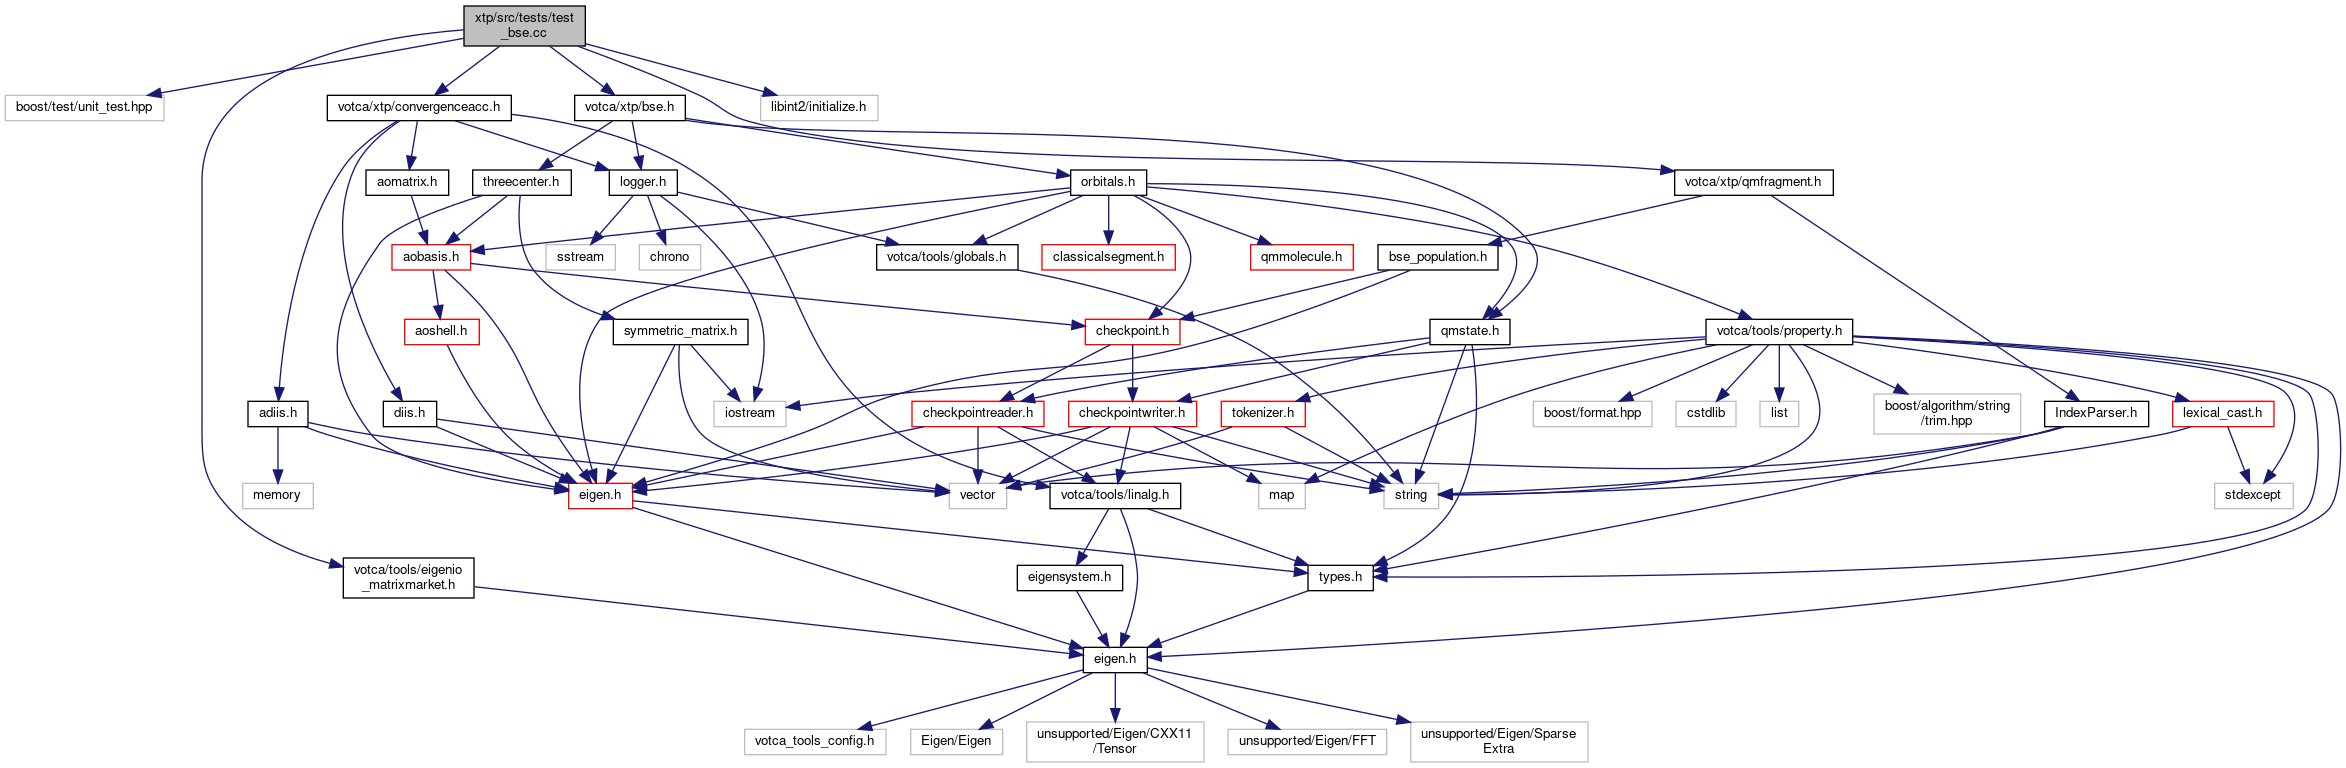 xtp/src/tests/test
_bse.cc
boost/test/unit_test.hpp
votca/xtp/convergenceacc.h
votca/xtp/bse.h
libint2/initialize.h
aomatrix.h
threecenter.h
logger.h
orbitals.h
votca/xtp/qmfragment.h
aobasis.h
sstream
chrono
votca/tools/globals.h
classicalsegment.h
qmmolecule.h
bse_population.h
aoshell.h
symmetric_matrix.h
checkpoint.h
qmstate.h
votca/tools/property.h
adiis.h
diis.h
iostream
checkpointreader.h
checkpointwriter.h
tokenizer.h
boost/format.hpp
cstdlib
list
boost/algorithm/string
/trim.hpp
IndexParser.h
lexical_cast.h
memory
eigen.h
vector
votca/tools/linalg.h
map
string
stdexcept
votca/tools/eigenio
_matrixmarket.h
eigensystem.h
types.h
eigen.h
votca_tools_config.h
Eigen/Eigen
unsupported/Eigen/CXX11
/Tensor
unsupported/Eigen/FFT
unsupported/Eigen/Sparse
Extra